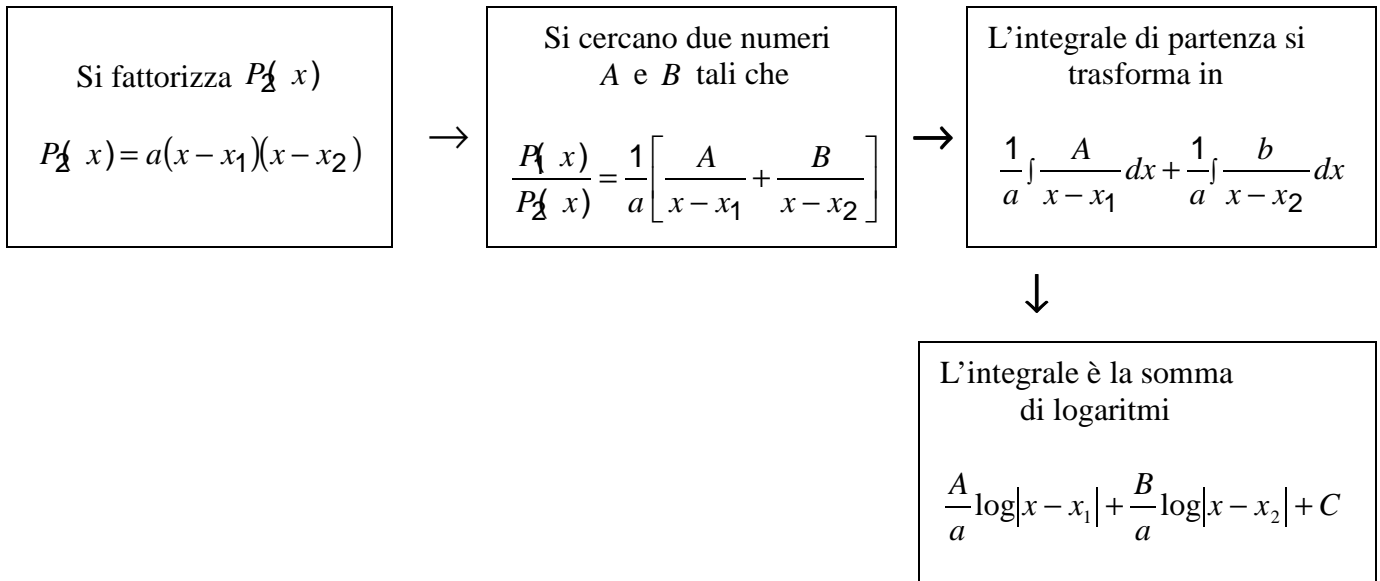 Si fattorizza P₂(x)
P₂(x) = a(x − x₁)(x − x₂)
→
Si cercano due numeri
A e B tali che
P₁(x)/P₂(x) = 1/a [A/(x − x₁) + B/(x − x₂)]
→
L’integrale di partenza si
trasforma in
1/a ∫ A/(x − x₁) dx + 1/a ∫ b/(x − x₂) dx
↓
L’integrale è la somma
di logaritmi
A/a log|x − x₁| + B/a log|x − x₂| + C